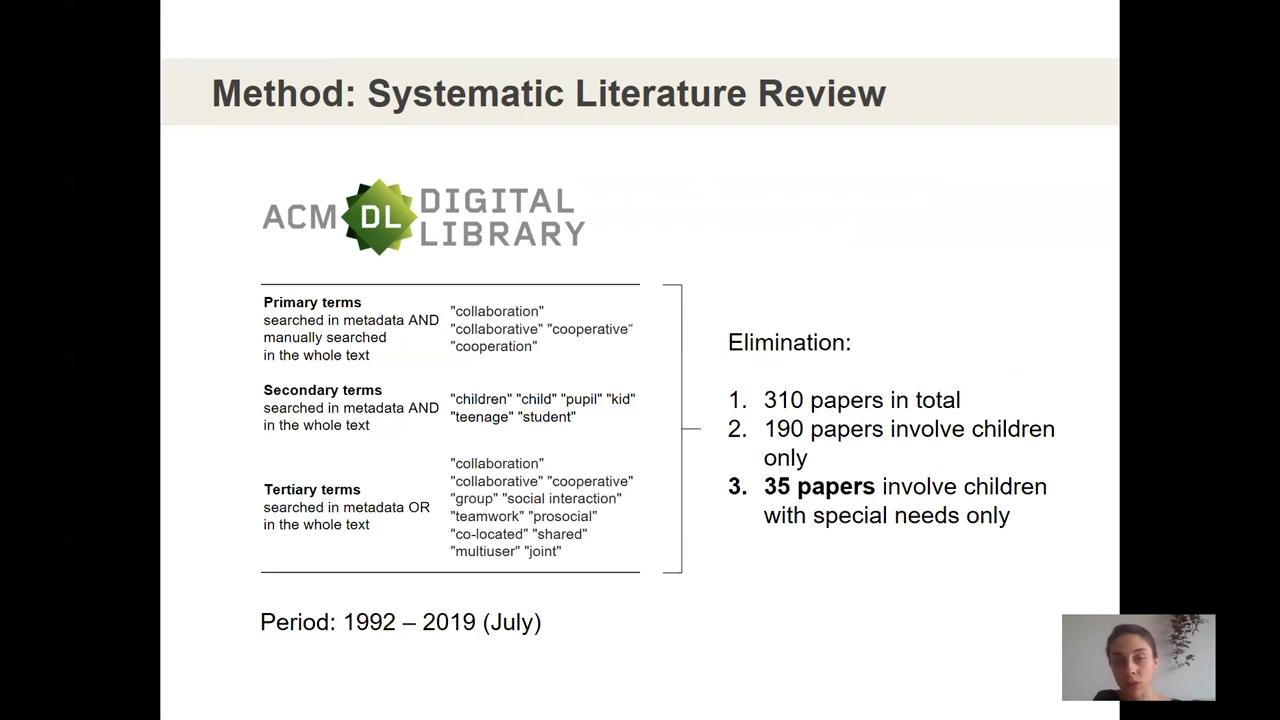 Method: Systematic Literature Review
ACM DL DIGITAL
LIBRARY
Primary terms
searched in metadata AND
manually searched
in the whole text
"collaboration"
"collaborative" "cooperative“
"cooperation"
Secondary terms
searched in metadata AND
in the whole text
"children" "child" "pupil" "kid"
"teenage" "student"
Tertiary terms
searched in metadata OR
in the whole text
"collaboration"
"collaborative" "cooperative"
"group" "social interaction"
"teamwork" "prosocial"
"co-located" "shared"
"multiuser" "joint"
Elimination:
1. 310 papers in total
2. 190 papers involve children
only
3. 35 papers involve children
with special needs only
Period: 1992 – 2019 (July)